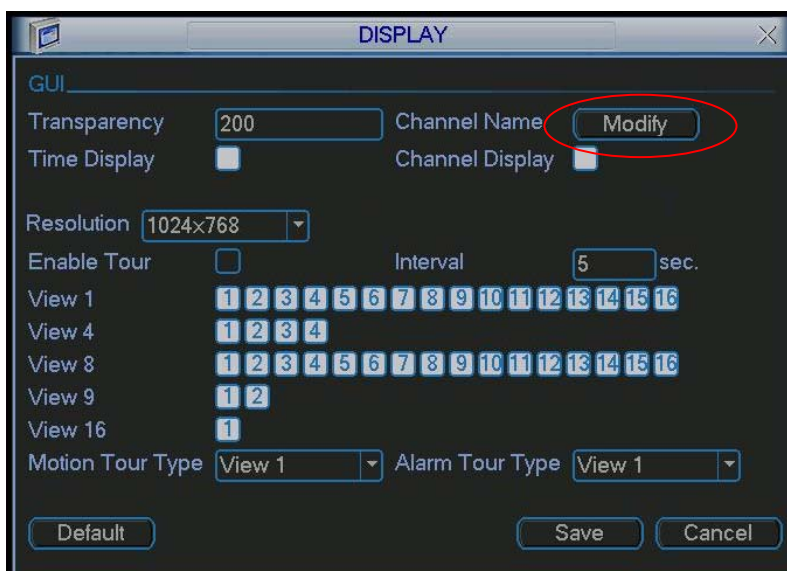 DISPLAY
GUI
Transparency 200 Channel Name Modify
Time Display Channel Display
Resolution 1024×768
Enable Tour Interval 5 sec.
View 1 1 2 3 4 5 6 7 8 9 10 11 12 13 14 15 16
View 4 1 2 3 4
View 8 1 2 3 4 5 6 7 8 9 10 11 12 13 14 15 16
View 9 1 2
View 16 1
Motion Tour Type View 1 Alarm Tour Type View 1
Default Save Cancel